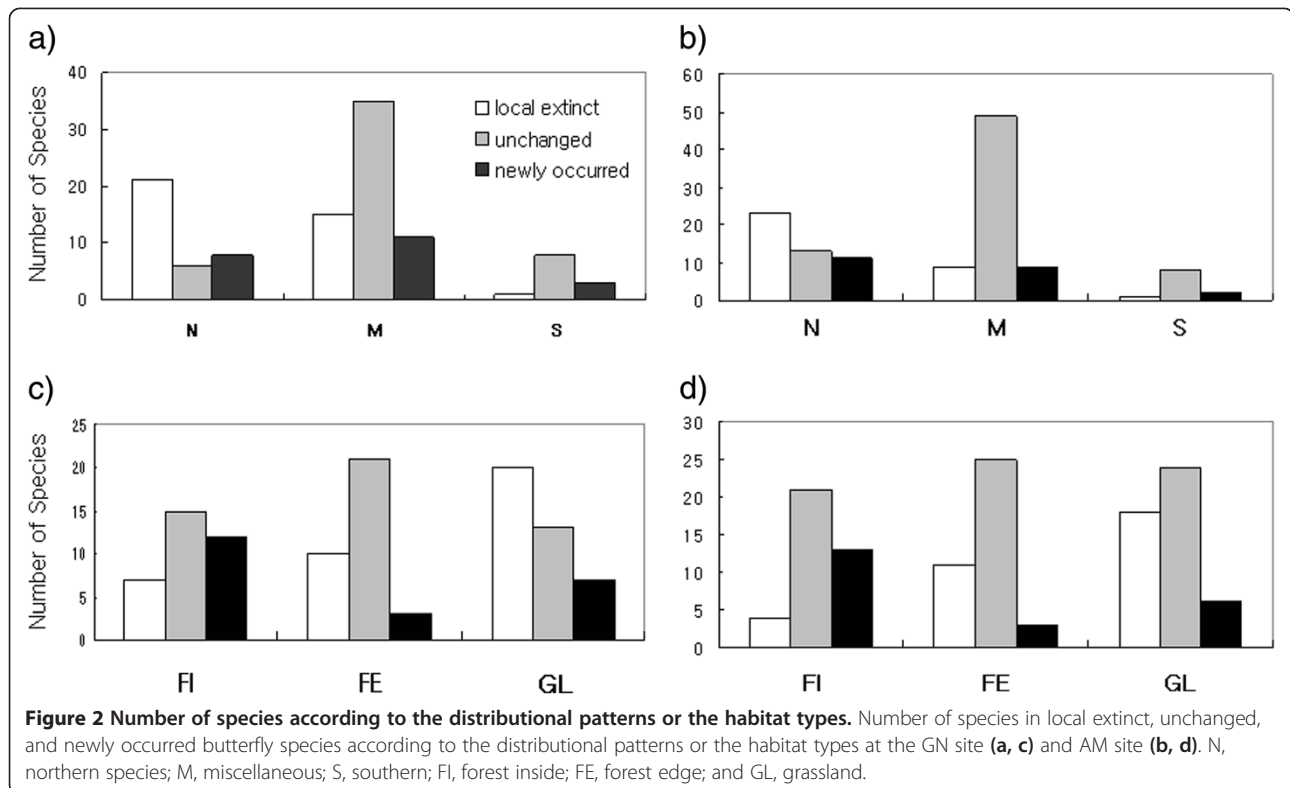 a)
b)
Number of Species
40
30
20
10
0
local extinct
unchanged
newly occurred
N
M
S
60
50
40
30
20
10
0
N
M
S
c)
d)
Number of Species
25
20
15
10
5
0
FI
FE
GL
30
25
20
15
10
5
0
FI
FE
GL
Figure 2 Number of species according to the distributional patterns or the habitat types. Number of species in local extinct, unchanged,
and newly occurred butterfly species according to the distributional patterns or the habitat types at the GN site (a, c) and AM site (b, d). N,
northern species; M, miscellaneous; S, southern; FI, forest inside; FE, forest edge; and GL, grassland.